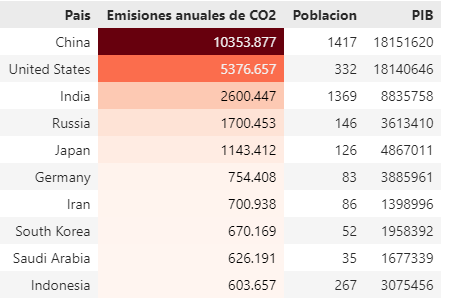 Pais Emisiones anuales de CO2 Poblacion PIB
China 10353.877 1417 18151620
United States 5376.657 332 18140646
India 2600.447 1369 8835758
Russia 1700.453 146 3613410
Japan 1143.412 126 4867011
Germany 754.408 83 3885961
Iran 700.938 86 1398996
South Korea 670.169 52 1958392
Saudi Arabia 626.191 35 1677339
Indonesia 603.657 267 3075456